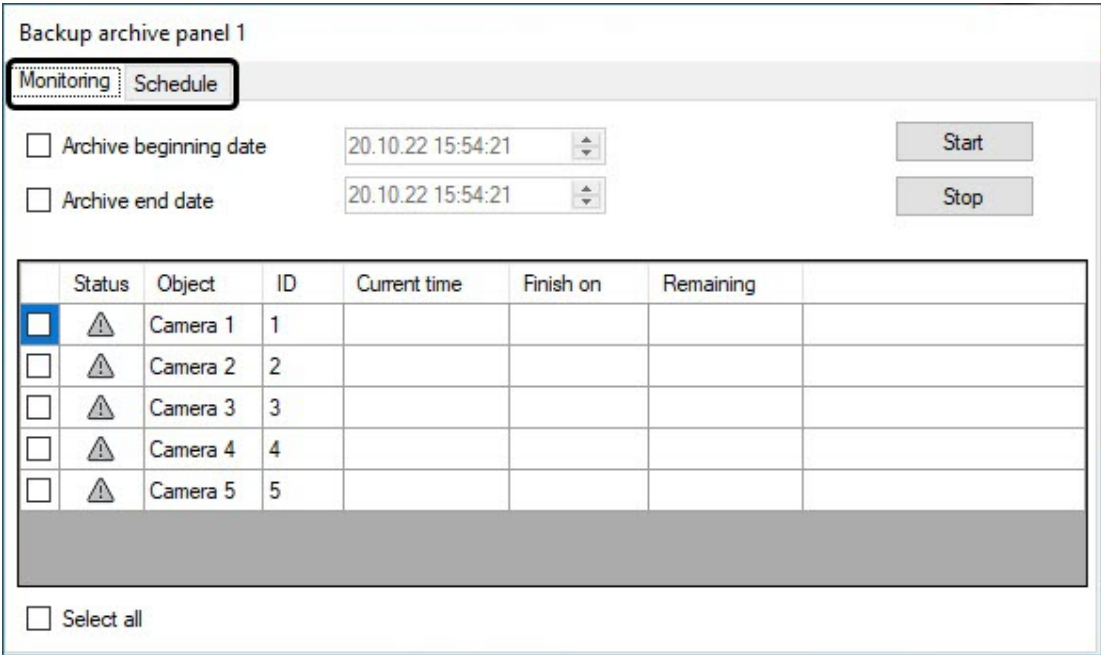 Backup archive panel 1
Monitoring Schedule
Archive beginning date 20.10.22 15:54:21 Start
Archive end date 20.10.22 15:54:21 Stop
Status Object ID Current time Finish on Remaining
Camera 1 1
Camera 2 2
Camera 3 3
Camera 4 4
Camera 5 5
Select all